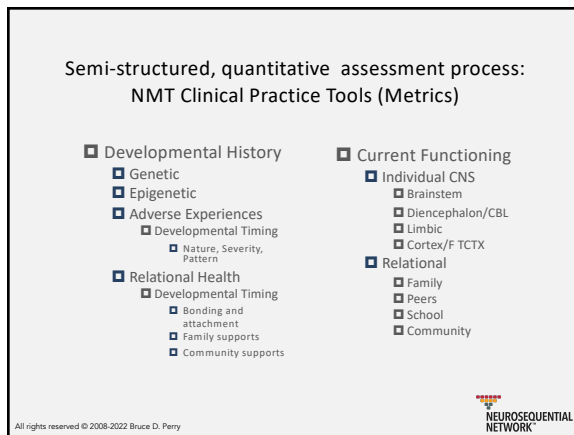 Semi-structured, quantitative assessment process:
NMT Clinical Practice Tools (Metrics)
Developmental History
Genetic
Epigenetic
Adverse Experiences
Developmental Timing
Nature, Severity,
Pattern
Relational Health
Developmental Timing
Bonding and
attachment
Family supports
Community supports
Current Functioning
Individual CNS
Brainstem
Diencephalon/CBL
Limbic
Cortex/F TCTX
Relational
Family
Peers
School
Community
All rights reserved © 2008-2022 Bruce D. Perry
NEUROSEQUENTIAL
NETWORK™